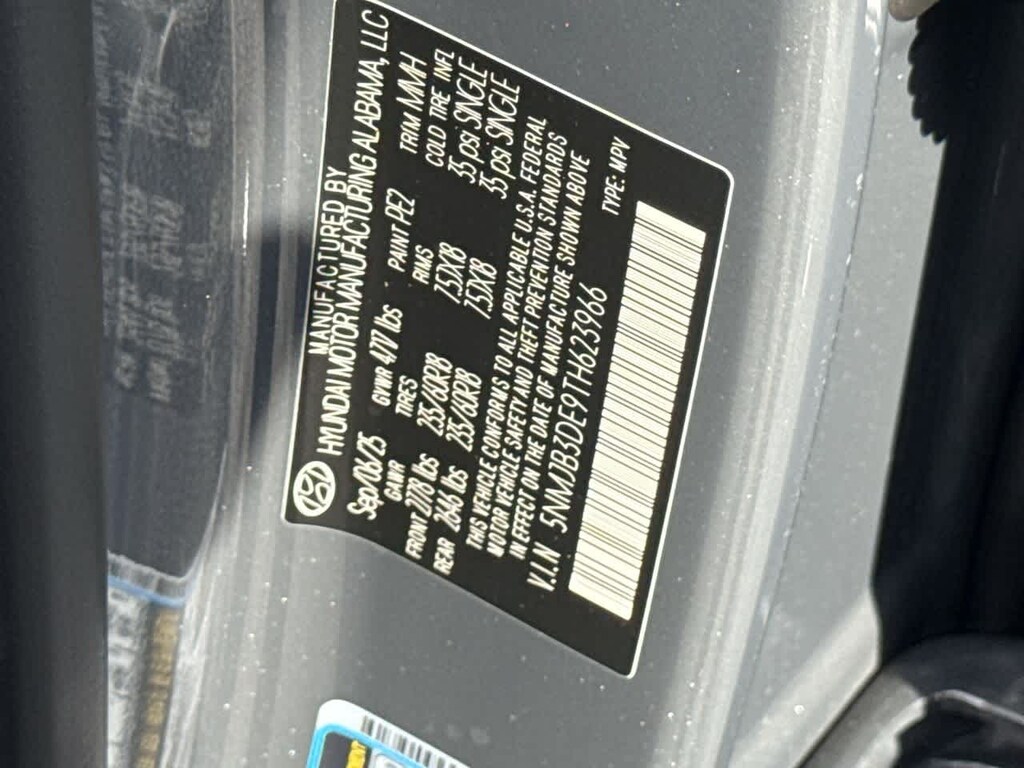 MANUFACTURED BY
HYUNDAI MOTOR MANUFACTURING ALABAMA, LLC
Sep/06/25 GVWR 4,717 lbs PAINT PE2 TRIM MMH
GAWR TIRES RIMS COLD TIRE INFL
FRONT 2778 lbs 235/60R18 7.5JX18 35 psi SINGLE
REAR 2646 lbs 235/60R18 7.5JX18 35 psi SINGLE
THIS VEHICLE CONFORMS TO ALL APPLICABLE U.S.A. FEDERAL
MOTOR VEHICLE SAFETY AND THEFT PREVENTION STANDARDS
IN EFFECT ON THE DATE OF MANUFACTURE SHOWN ABOVE
V.I.N 5NMJB3DE9TH623966 TYPE: MPV